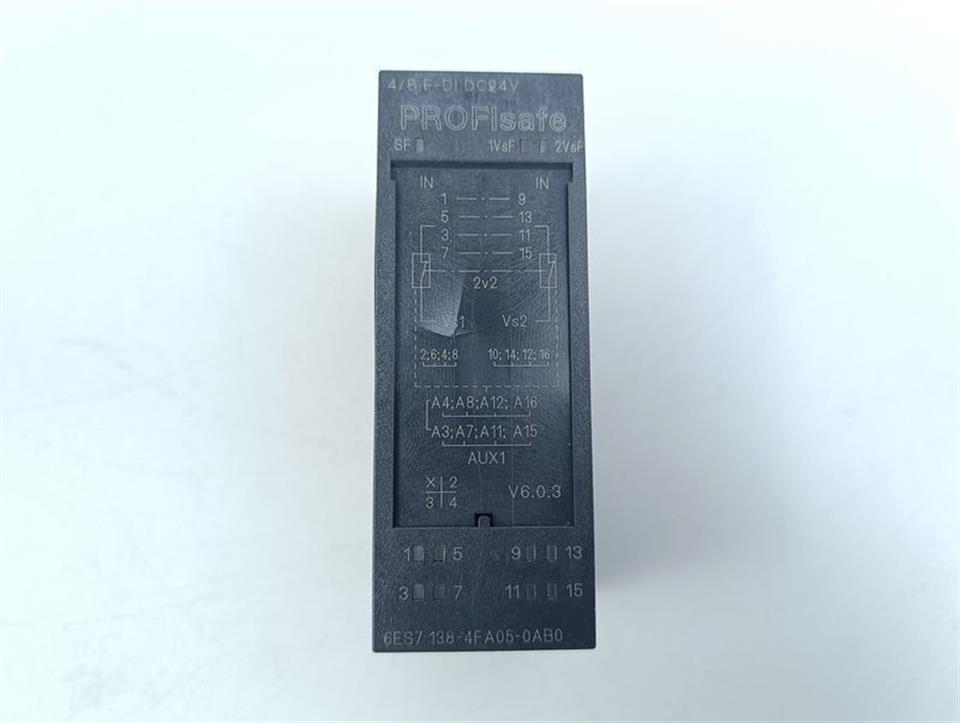 4/8 F-DI DC24V
PROFIsafe
SF 1VsF 2VsF
IN IN
1 9
5 13
3 11
7 15
2v2
Vs1 Vs2
2;6;4;8 10;14;12;16
A4;A8;A12; A16
A3;A7;A11; A15
AUX1
X 2
3 4 V6.0.3
1 5 9 13
3 7 11 15
6ES7 138-4FA05-0AB0